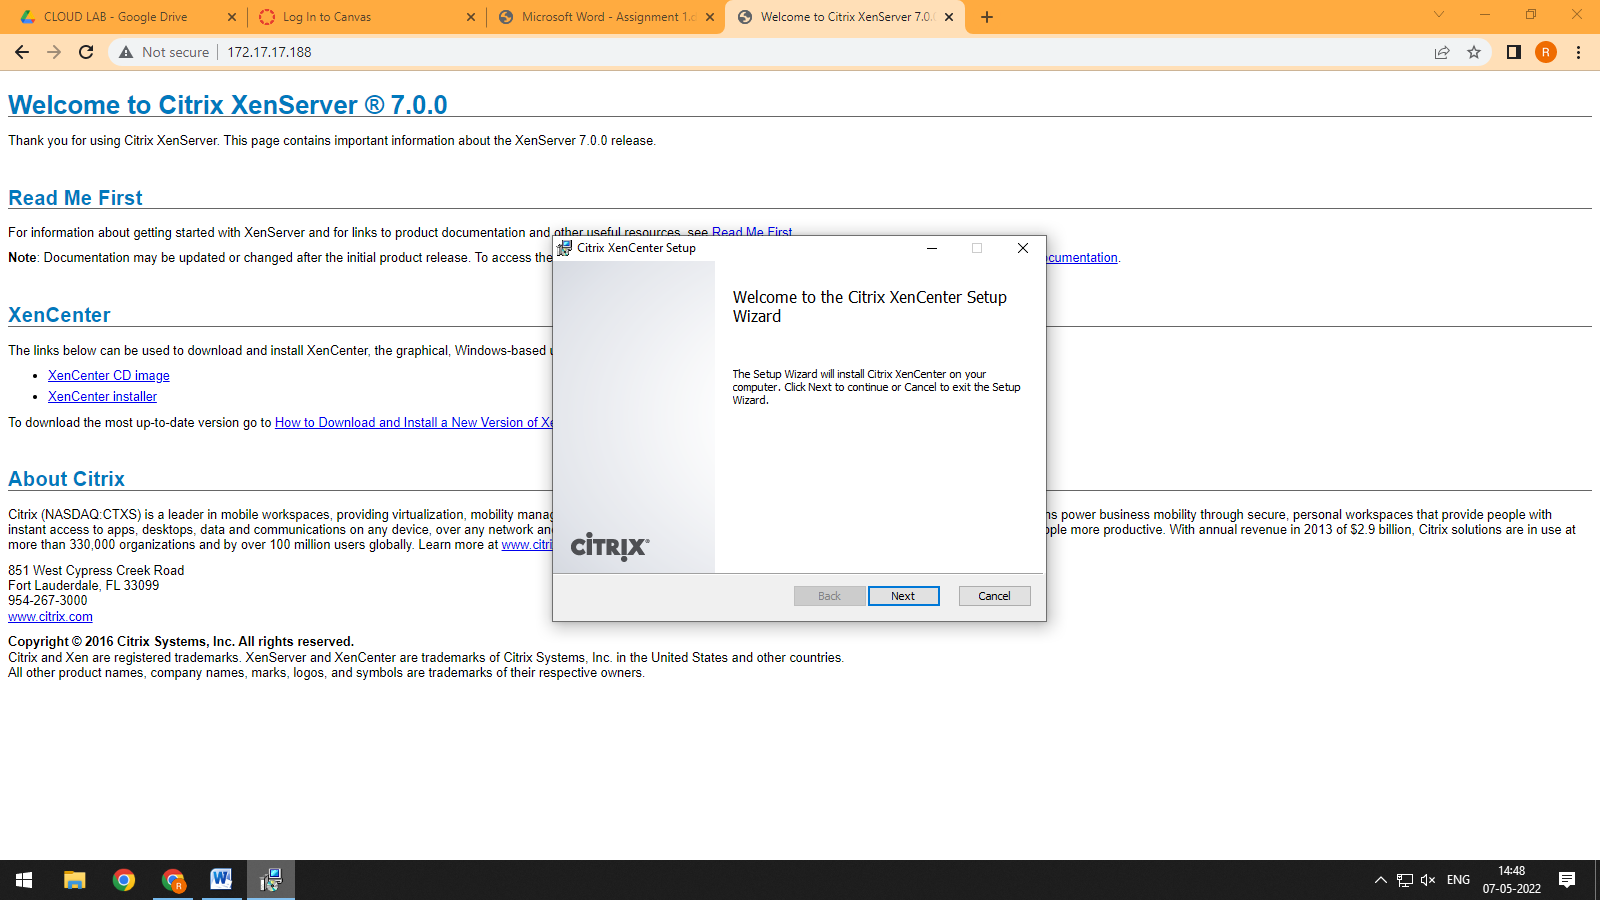 CLOUD LAB - Google Drive
Log In to Canvas
Microsoft Word - Assignment 1.d
Welcome to Citrix XenServer 7.0.
Not secure
172.17.17.188
R
Welcome to Citrix XenServer ® 7.0.0
Thank you for using Citrix XenServer. This page contains important information about the XenServer 7.0.0 release.
Read Me First
For information about getting started with XenServer and for links to product documentation and other useful resources, see Read Me First
Note: Documentation may be updated or changed after the initial product release. To access the
cumentation.
XenCenter
The links below can be used to download and install XenCenter, the graphical, Windows-based
XenCenter CD image
XenCenter installer
To download the most up-to-date version go to How to Download and Install a New Version of Xe
About Citrix
Citrix (NASDAQ:CTXS) is a leader in mobile workspaces, providing virtualization, mobility manag
ns power business mobility through secure, personal workspaces that provide people with
instant access to apps, desktops, data and communications on any device, over any network an
ple more productive. With annual revenue in 2013 of $2.9 billion, Citrix solutions are in use at
more than 330,000 organizations and by over 100 million users globally. Learn more at www.citri
851 West Cypress Creek Road
Fort Lauderdale, FL 33099
954-267-3000
www.citrix.com
Copyright © 2016 Citrix Systems, Inc. All rights reserved.
Citrix and Xen are registered trademarks. XenServer and XenCenter are trademarks of Citrix Systems, Inc. in the United States and other countries.
All other product names, company names, marks, logos, and symbols are trademarks of their respective owners.
Citrix XenCenter Setup
Welcome to the Citrix XenCenter Setup
Wizard
The Setup Wizard will install Citrix XenCenter on your
computer. Click Next to continue or Cancel to exit the Setup
Wizard.
CITRIX®
Back
Next
Cancel
R
W
ENG
14:48
07-05-2022